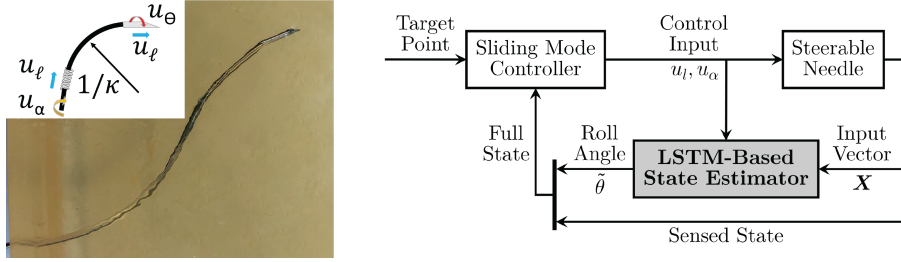 u_θ
u_ℓ
u_ℓ
1/κ
u_α
Target
Point
Sliding Mode
Controller
Control
Input
u_l, u_α
Steerable
Needle
Full
State
Roll
Angle
θ̃
LSTM-Based
State Estimator
Input
Vector
X
Sensed State